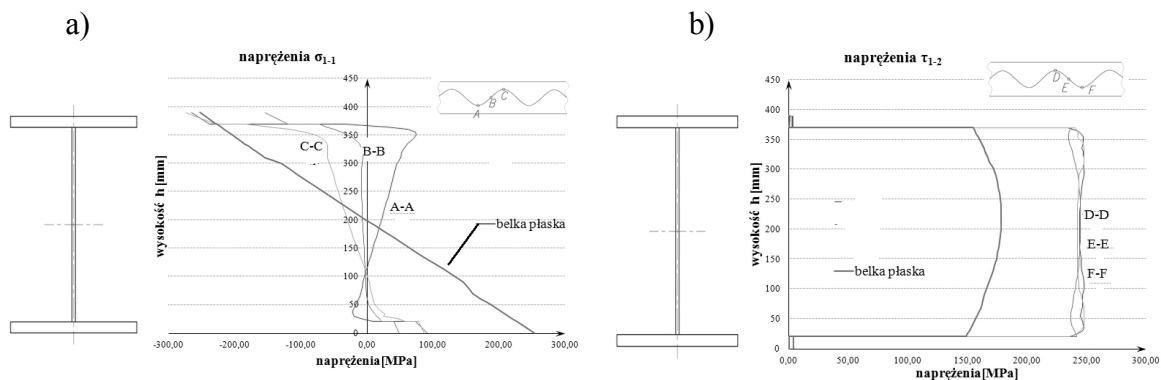 a)
naprężenia σ1-1
450
400
350
300
250
200
150
100
50
0
wysokość h [mm]
A
B
C
C-C
B-B
A-A
belka płaska
-300,00 -200,00 -100,00 0,00 100,00 200,00 300,00
naprężenia[MPa]
b)
naprężenia τ1-2
450
400
350
300
250
200
150
100
50
0
wysokość h [mm]
D
E
F
D-D
E-E
F-F
belka płaska
0,00 50,00 100,00 150,00 200,00 250,00 300,00
naprężenia[MPa]